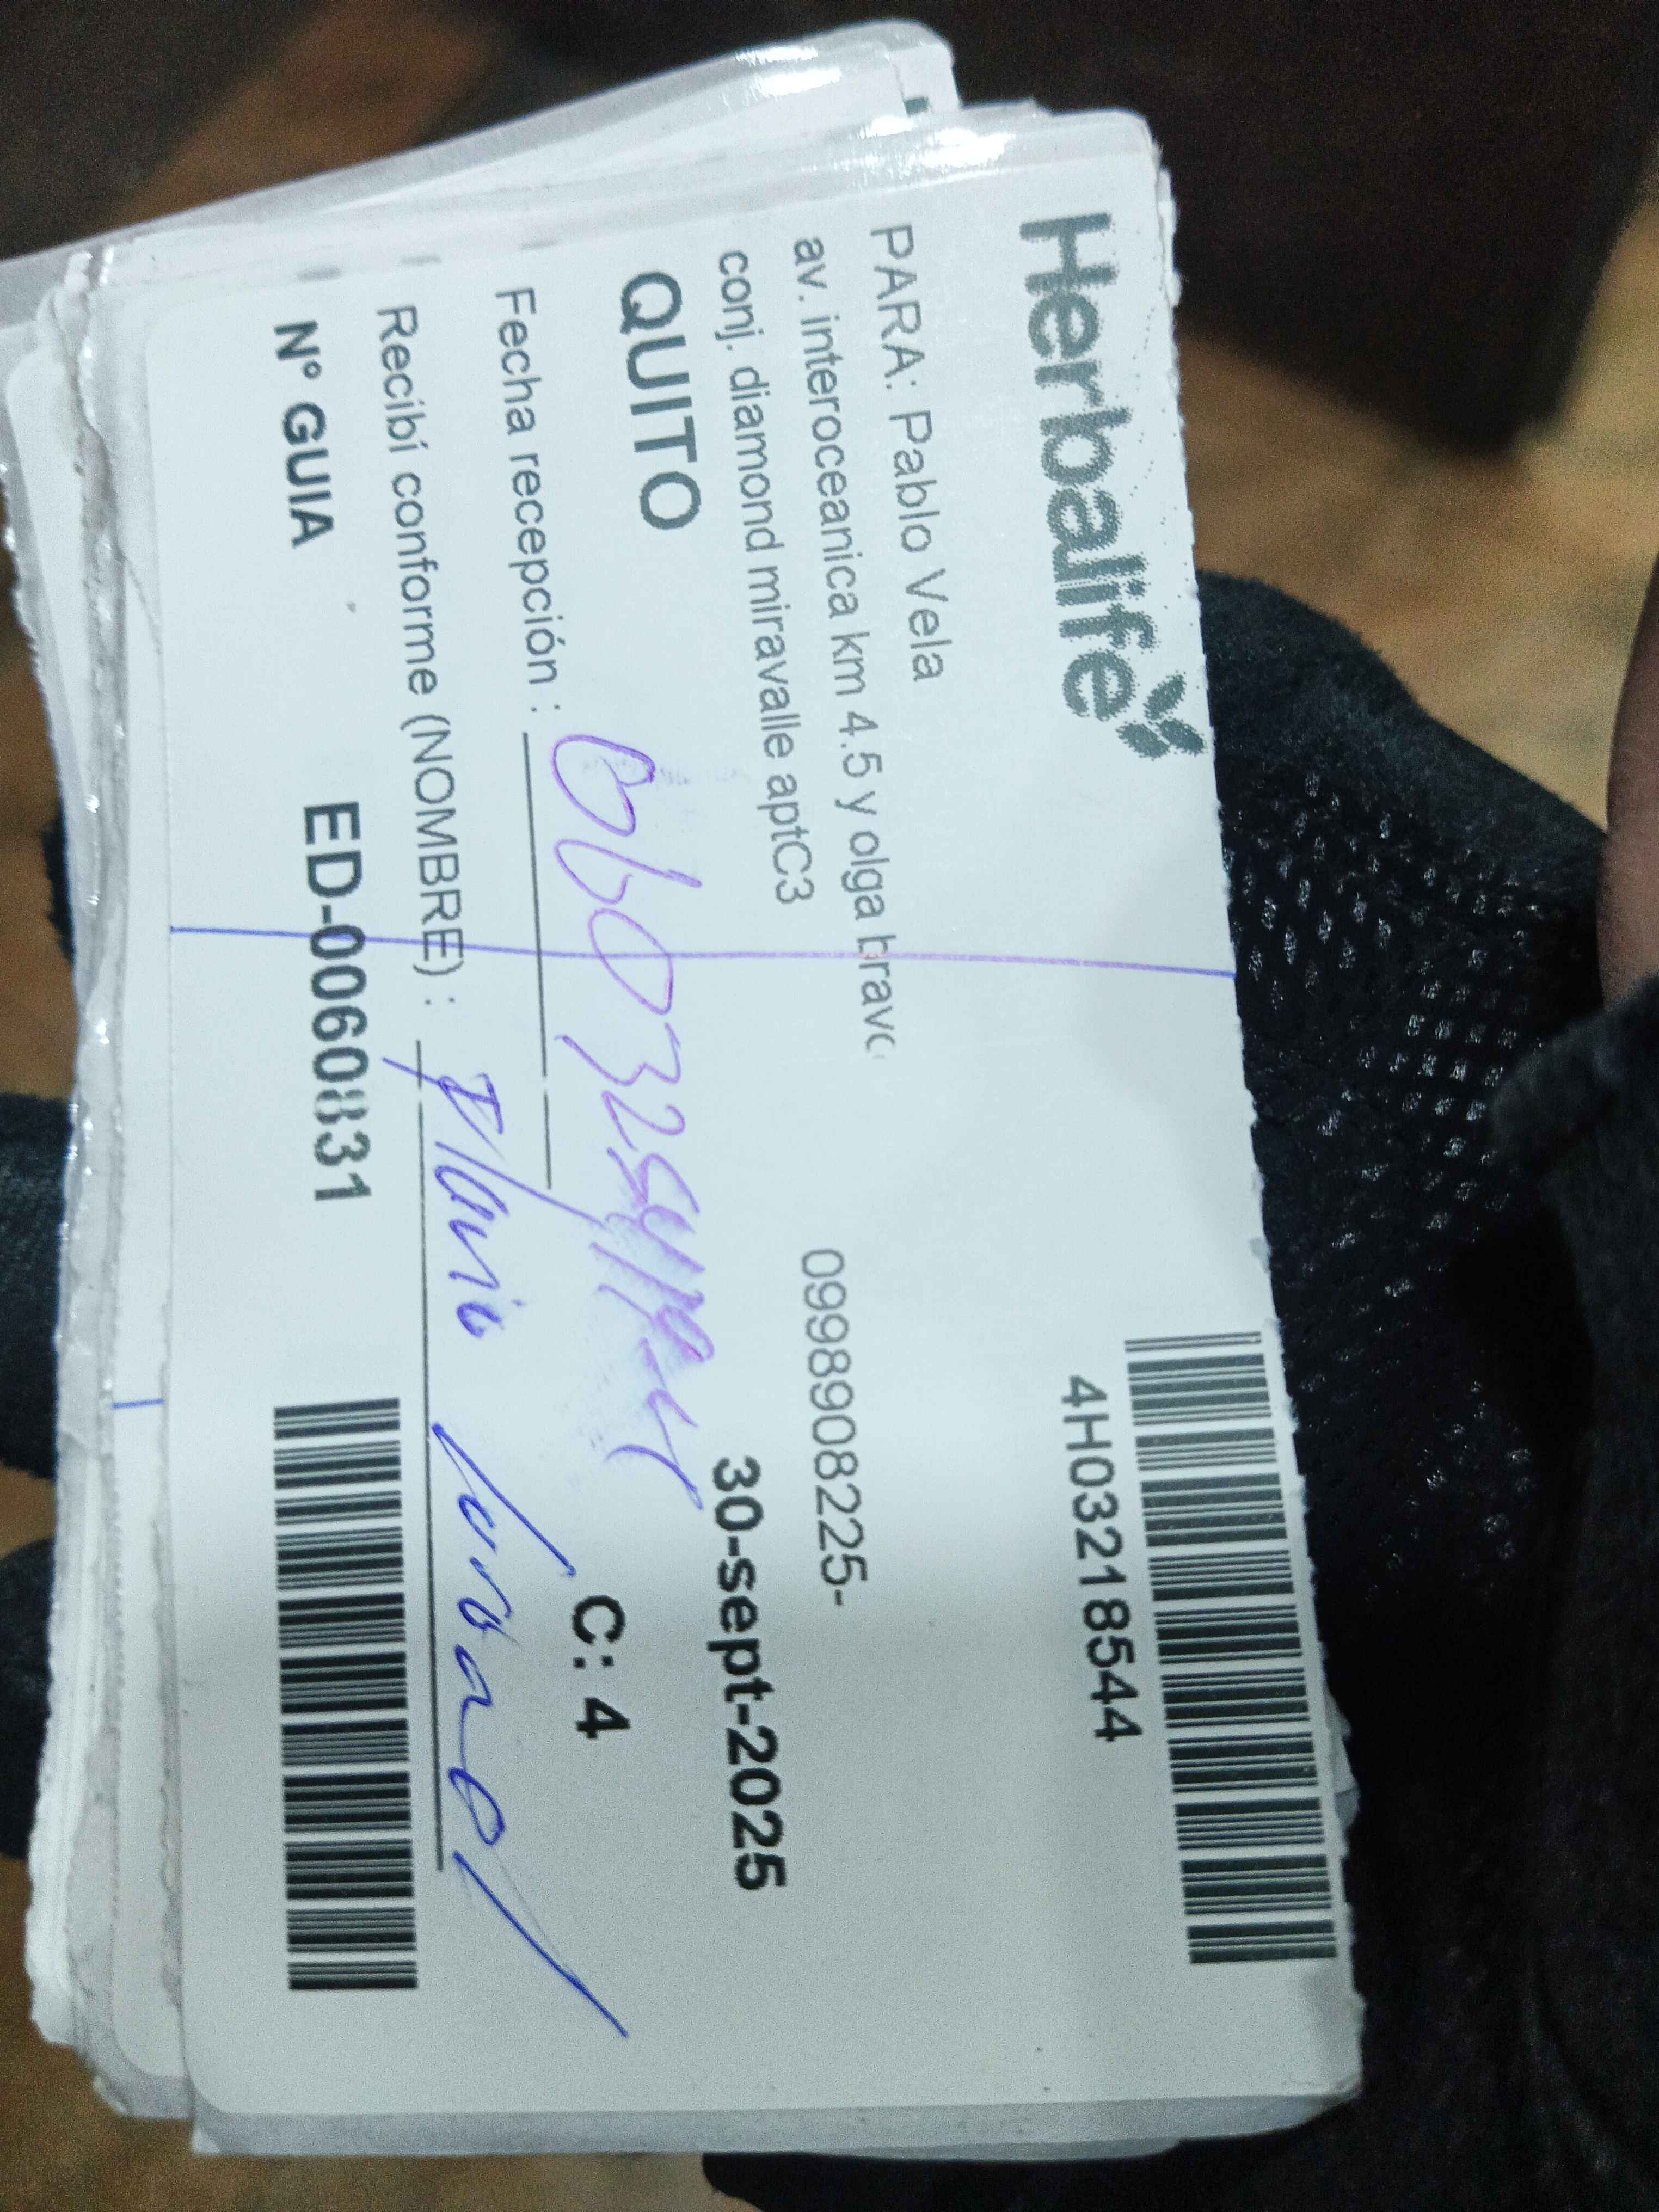 Herbalife
4H03218544
PARA: Pablo Vela
av. interoceanica km 4.5 y olga bravo
0998908225-
conj. diamond miravalle aptC3
30-sept-2025
QUITO
C: 4
Fecha recepción :
Recibí conforme (NOMBRE) :
Nº GUIA ED-0060831